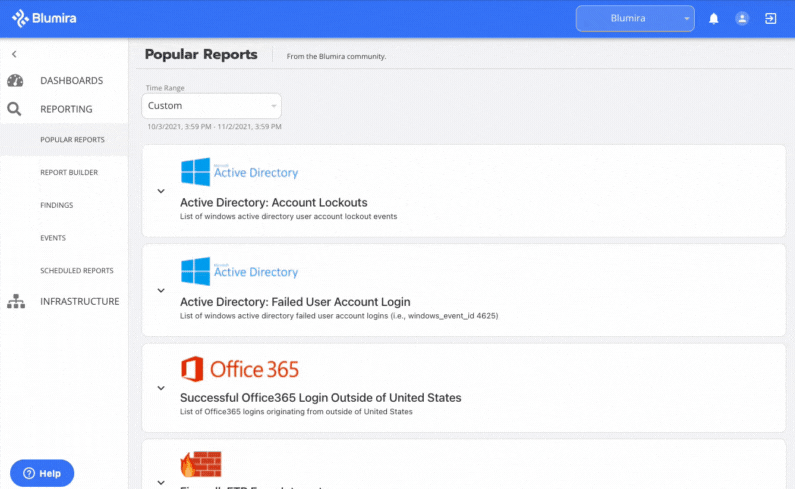 Blumira
Blumira
Popular Reports
From the Blumira community.
DASHBOARDS
REPORTING
POPULAR REPORTS
REPORT BUILDER
FINDINGS
EVENTS
SCHEDULED REPORTS
INFRASTRUCTURE
Help
Time Range
Custom
10/3/2021, 3:59 PM - 11/2/2021, 3:59 PM
Microsoft
Active Directory
Active Directory: Account Lockouts
List of windows active directory user account lockout events
Microsoft
Active Directory
Active Directory: Failed User Account Login
List of windows active directory failed user account logins (i.e., windows_event_id 4625)
Office 365
Successful Office365 Login Outside of United States
List of Office365 logins originating from outside of United States